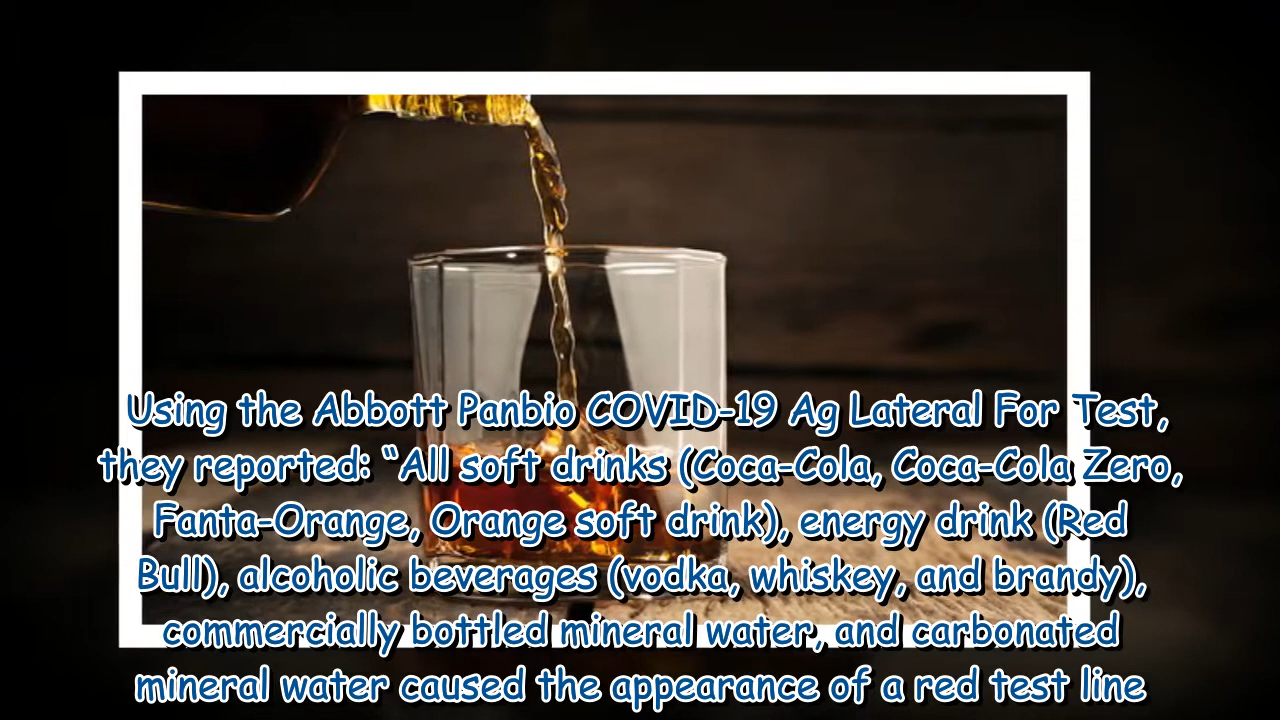 Using the Abbott Panbio COVID-19 Ag Lateral For Test,
they reported: “All soft drinks (Coca-Cola, Coca-Cola Zero,
Fanta-Orange, Orange soft drink), energy drink (Red
Bull), alcoholic beverages (vodka, whiskey, and brandy),
commercially bottled mineral water, and carbonated
mineral water caused the appearance of a red test line